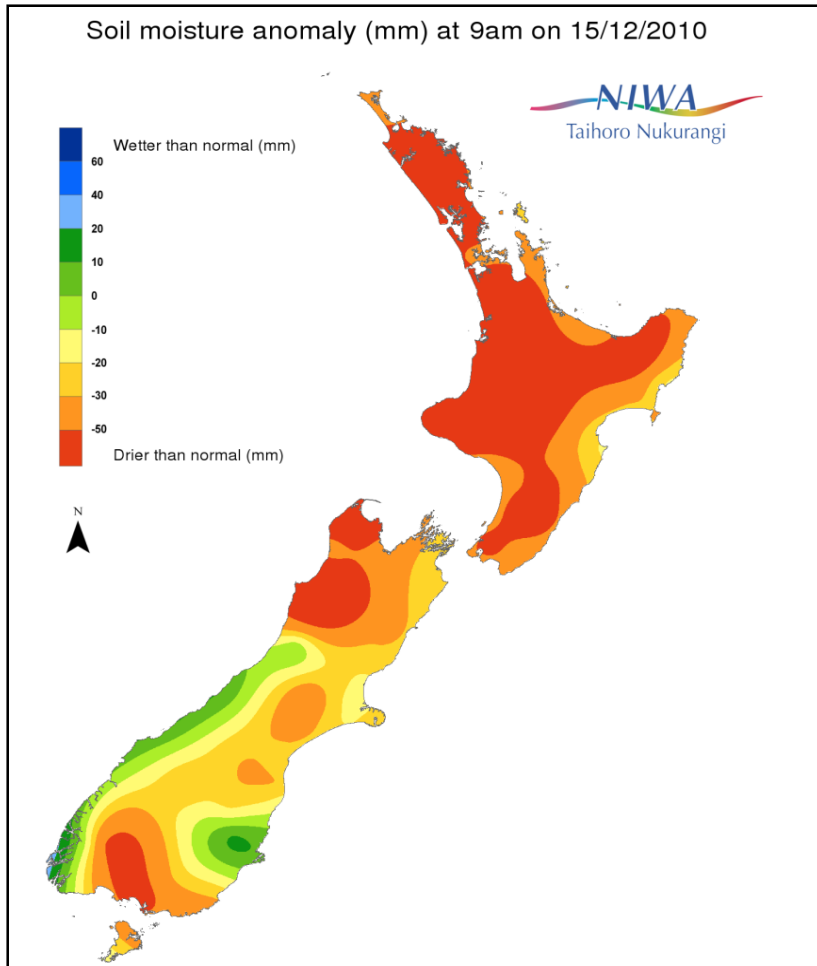 Soil moisture anomaly (mm) at 9am on 15/12/2010
NIWA
Taihoro Nukurangi
Wetter than normal (mm)
60
40
20
10
0
-10
-20
-30
-50
Drier than normal (mm)
N